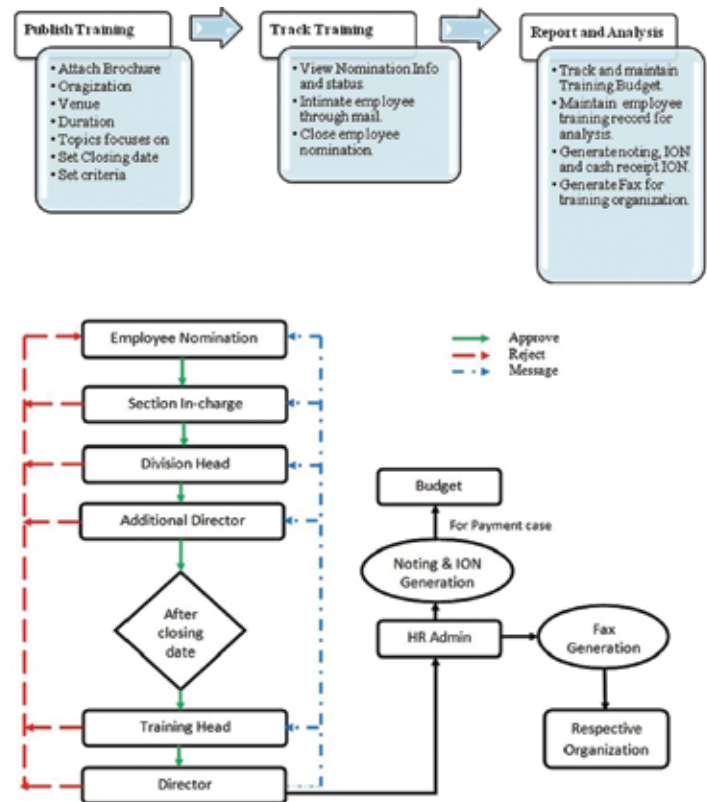 Publish Training
• Attach Brochure
• Oragization
• Venue
• Duration
• Topics focuses on
• Set Closing date
• Set criteria
Track Training
• View Nomination Info
and status.
• Intimate employee
through mail.
• Close employee
nomination.
Report and Analysis
• Track and maintain
Training Budget.
• Maintain employee
training record for
analysis.
• Generate noting, ION
and cash receipt ION.
• Generate Fax for
training organization.
Employee Nomination
Section In-charge
Division Head
Additional Director
After
closing
date
Training Head
Director
Approve
Reject
Message
Budget
For Payment case
Noting & ION
Generation
HR Admin
Fax
Generation
Respective
Organization